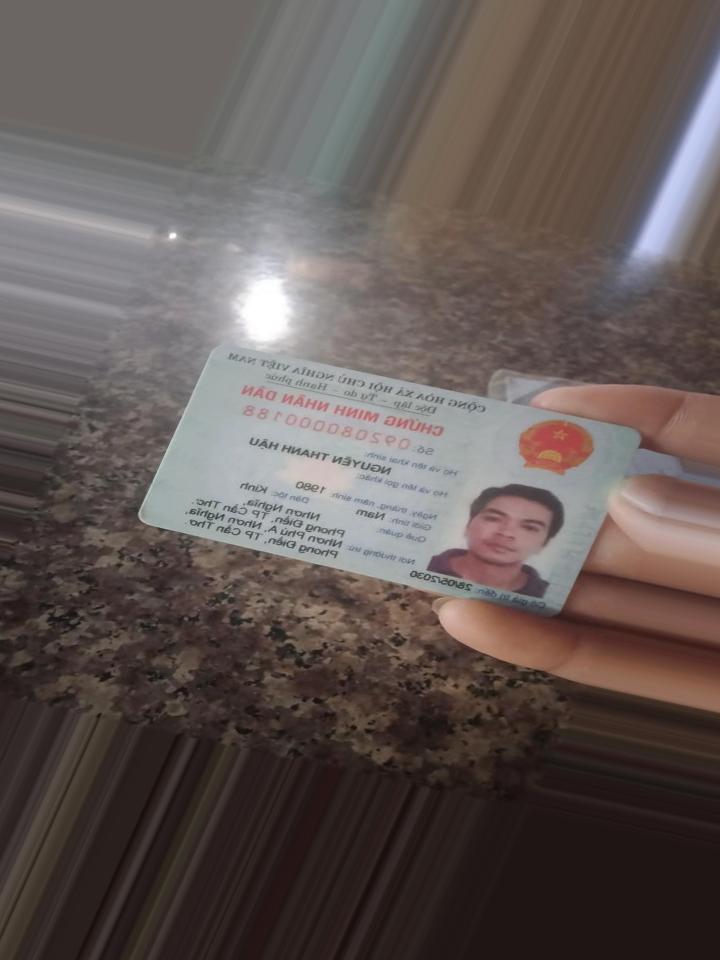 CỘNG HÒA XÃ HỘI CHỦ NGHĨA VIỆT NAM
Độc lập - Tự do - Hạnh phúc
CHỨNG MINH NHÂN DÂN
Số: 092080000188
Họ và tên khai sinh:
NGUYỄN THANH HẬU
Họ và tên gọi khác:
Ngày, tháng, năm sinh: 1980
Giới tính: Nam Dân tộc: Kinh
Quê quán: Nhơn Nghĩa,
Phong Điền, TP Cần Thơ.
Nơi thường trú: Nhơn Phú A, Nhơn Nghĩa,
Phong Điền, TP Cần Thơ.
Có giá trị đến: 28/05/2030